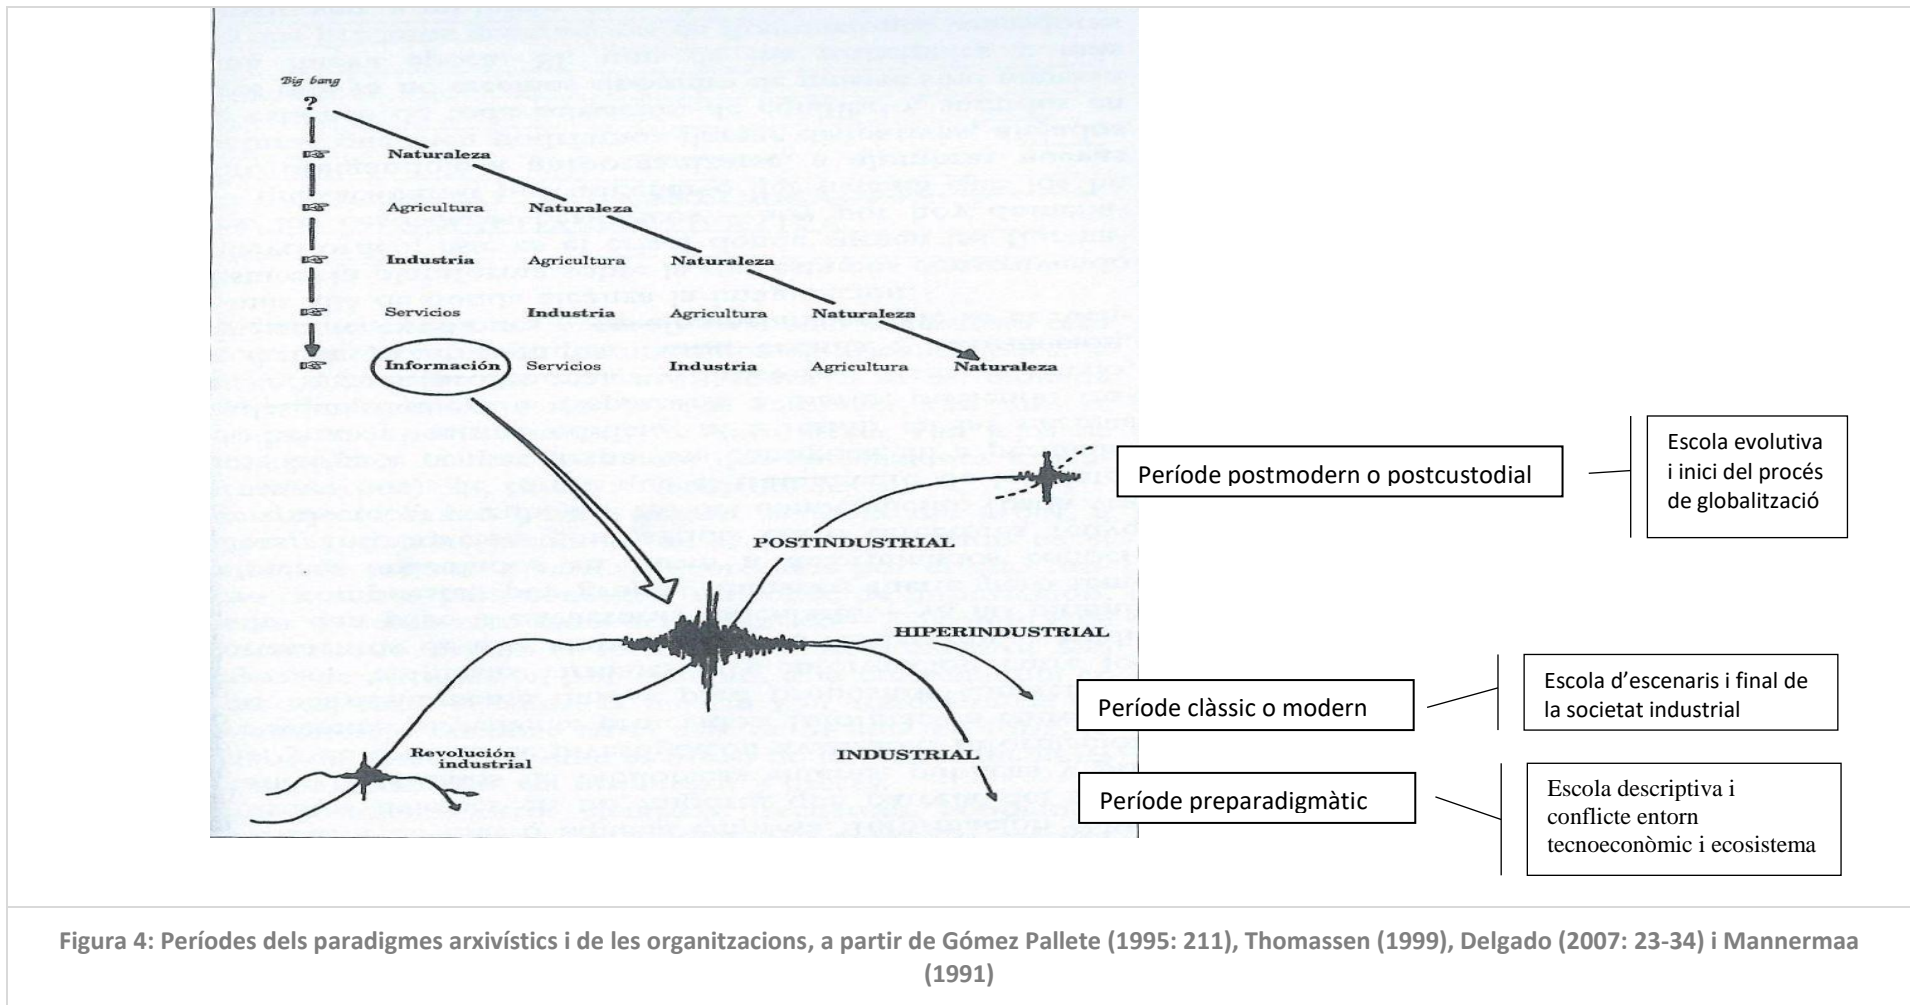 Big bang
?
Naturaleza
Agricultura Naturaleza
Industria Agricultura Naturaleza
Servicios Industria Agricultura Naturaleza
Información Servicios Industria Agricultura Naturaleza
Escola evolutiva
i inici del procés
de globalització
Període postmodern o postcustodial
POSTINDUSTRIAL
HIPERINDUSTRIAL
Escola d’escenaris i final de
la societat industrial
Període clàssic o modern
Revolución
industrial
INDUSTRIAL
Període preparadigmàtic
Escola descriptiva i
conflicte entorn
tecnoeconòmic i ecosistema
Figura 4: Períodes dels paradigmes arxivístics i de les organitzacions, a partir de Gómez Pallete (1995: 211), Thomassen (1999), Delgado (2007: 23-34) i Mannermaa
(1991)